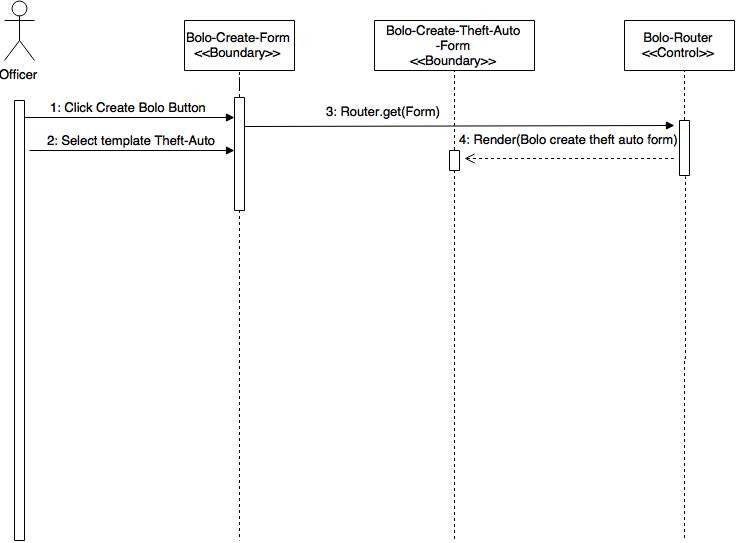 Officer
Bolo-Create-Form
<<Boundary>>
Bolo-Create-Theft-Auto
-Form
<<Boundary>>
Bolo-Router
<<Control>>
1: Click Create Bolo Button
3: Router.get(Form)
2: Select template Theft-Auto
4: Render(Bolo create theft auto form)